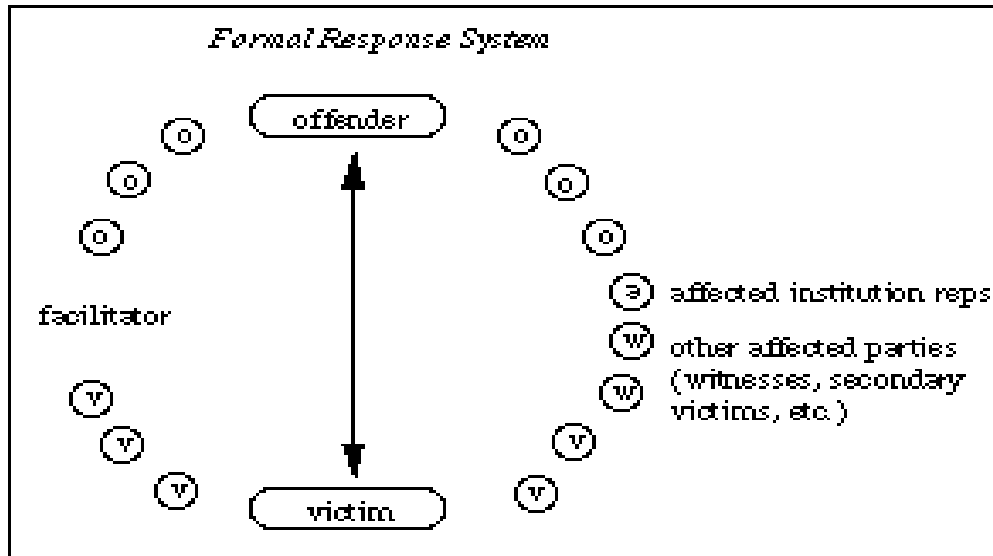 Formal Response System
offender
o
o
o
o
o
o
facilitator
a affected institution reps
w other affected parties
w (witnesses, secondary
victims, etc.)
v
v
v
v
v
victim